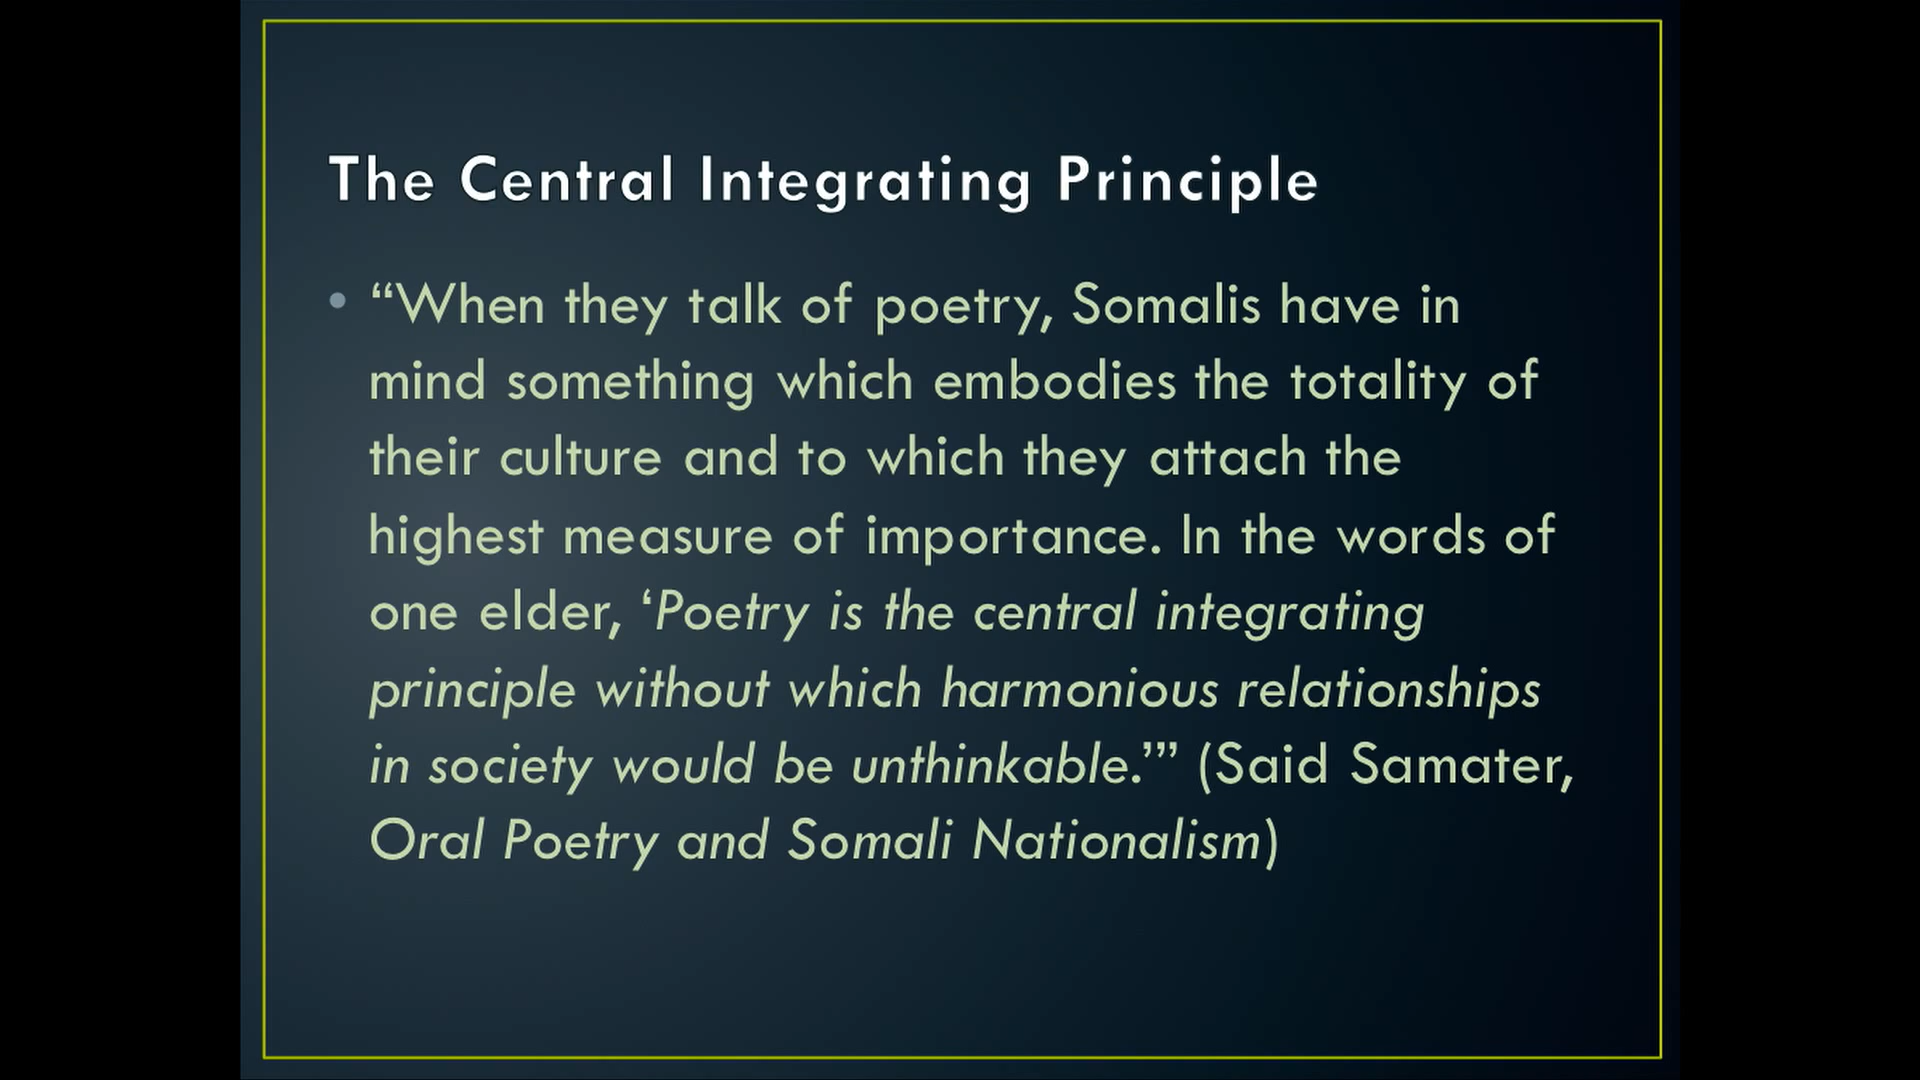 The Central Integrating Principle
• “When they talk of poetry, Somalis have in
mind something which embodies the totality of
their culture and to which they attach the
highest measure of importance. In the words of
one elder, ‘Poetry is the central integrating
principle without which harmonious relationships
in society would be unthinkable.’” (Said Samater,
Oral Poetry and Somali Nationalism)